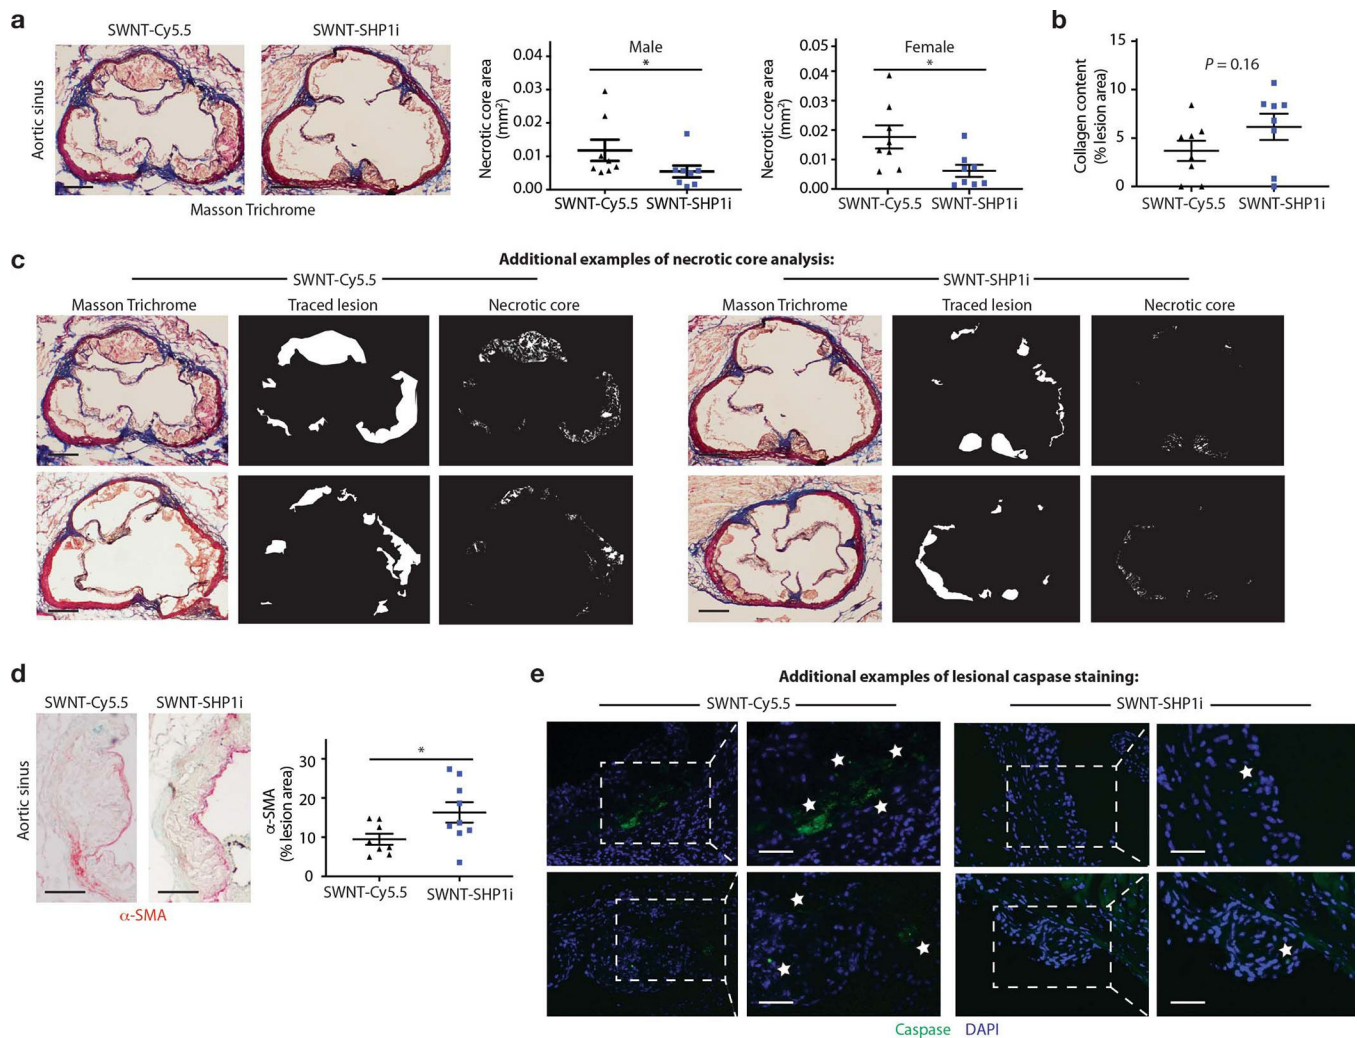 a
SWNT-Cy5.5 SWNT-SHP1i
Aortic sinus
Masson Trichrome
Male
*
Necrotic core area
(mm²)
0.04
0.03
0.02
0.01
0.00
SWNT-Cy5.5 SWNT-SHP1i
Female
*
Necrotic core area
(mm²)
0.05
0.04
0.03
0.02
0.01
0.00
SWNT-Cy5.5 SWNT-SHP1i
b
P = 0.16
Collagen content
(% lesion area)
15
10
5
0
SWNT-Cy5.5 SWNT-SHP1i
c
Additional examples of necrotic core analysis:
SWNT-Cy5.5 SWNT-SHP1i
Masson Trichrome Traced lesion Necrotic core Masson Trichrome Traced lesion Necrotic core
d
SWNT-Cy5.5 SWNT-SHP1i
Aortic sinus
α-SMA
*
α-SMA
(% lesion area)
30
20
10
0
SWNT-Cy5.5 SWNT-SHP1i
e
Additional examples of lesional caspase staining:
SWNT-Cy5.5 SWNT-SHP1i
Caspase DAPI